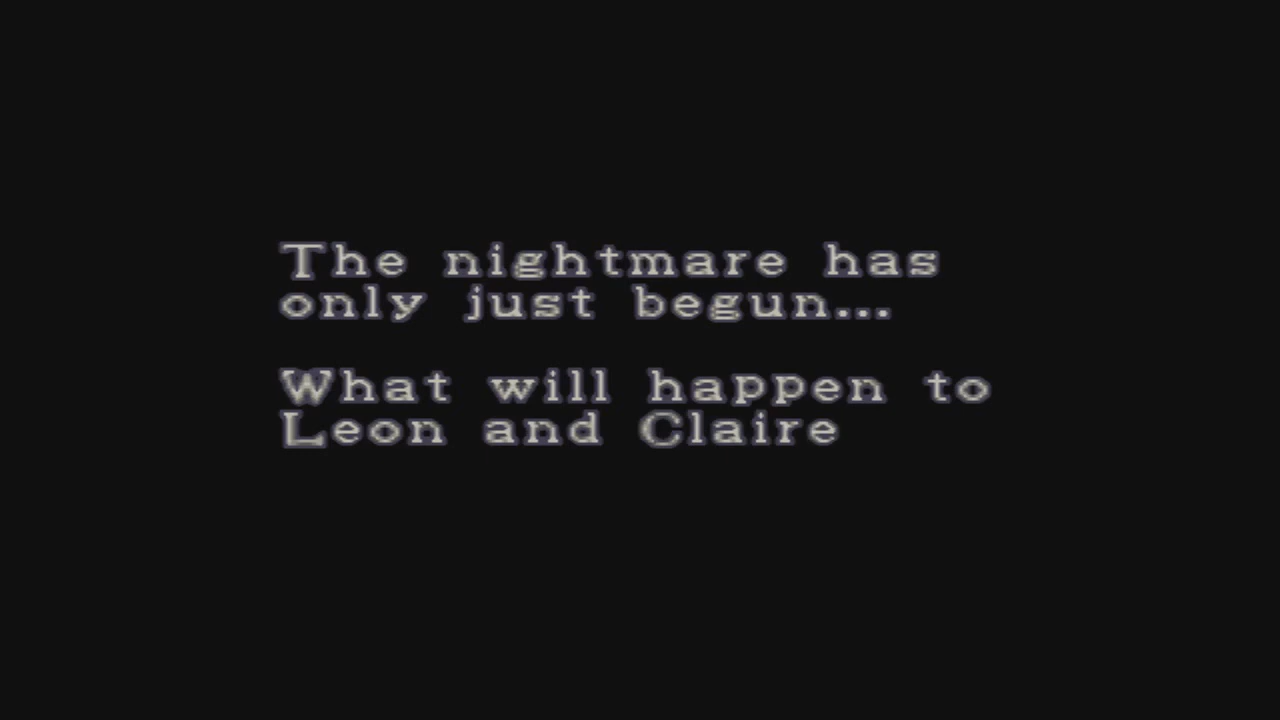 The nightmare has
only just begun...
What will happen to
Leon and Claire